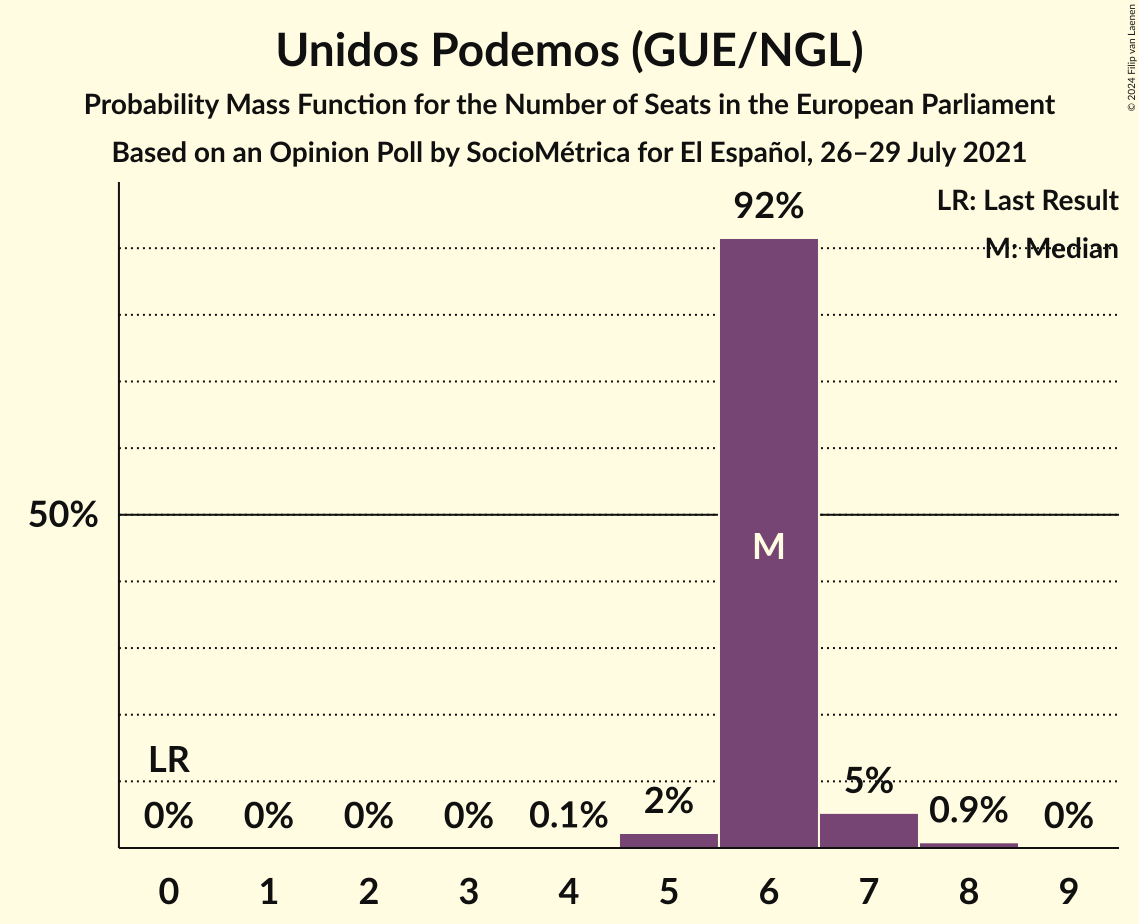 Unidos Podemos (GUE/NGL)
Probability Mass Function for the Number of Seats in the European Parliament
Based on an Opinion Poll by SocioMétrica for El Español, 26–29 July 2021
© 2024 Filip van Laenen
LR: Last Result
M: Median
92%
50%
M
LR
0% 0% 0% 0% 0.1% 2% 5% 0.9% 0%
0 1 2 3 4 5 6 7 8 9